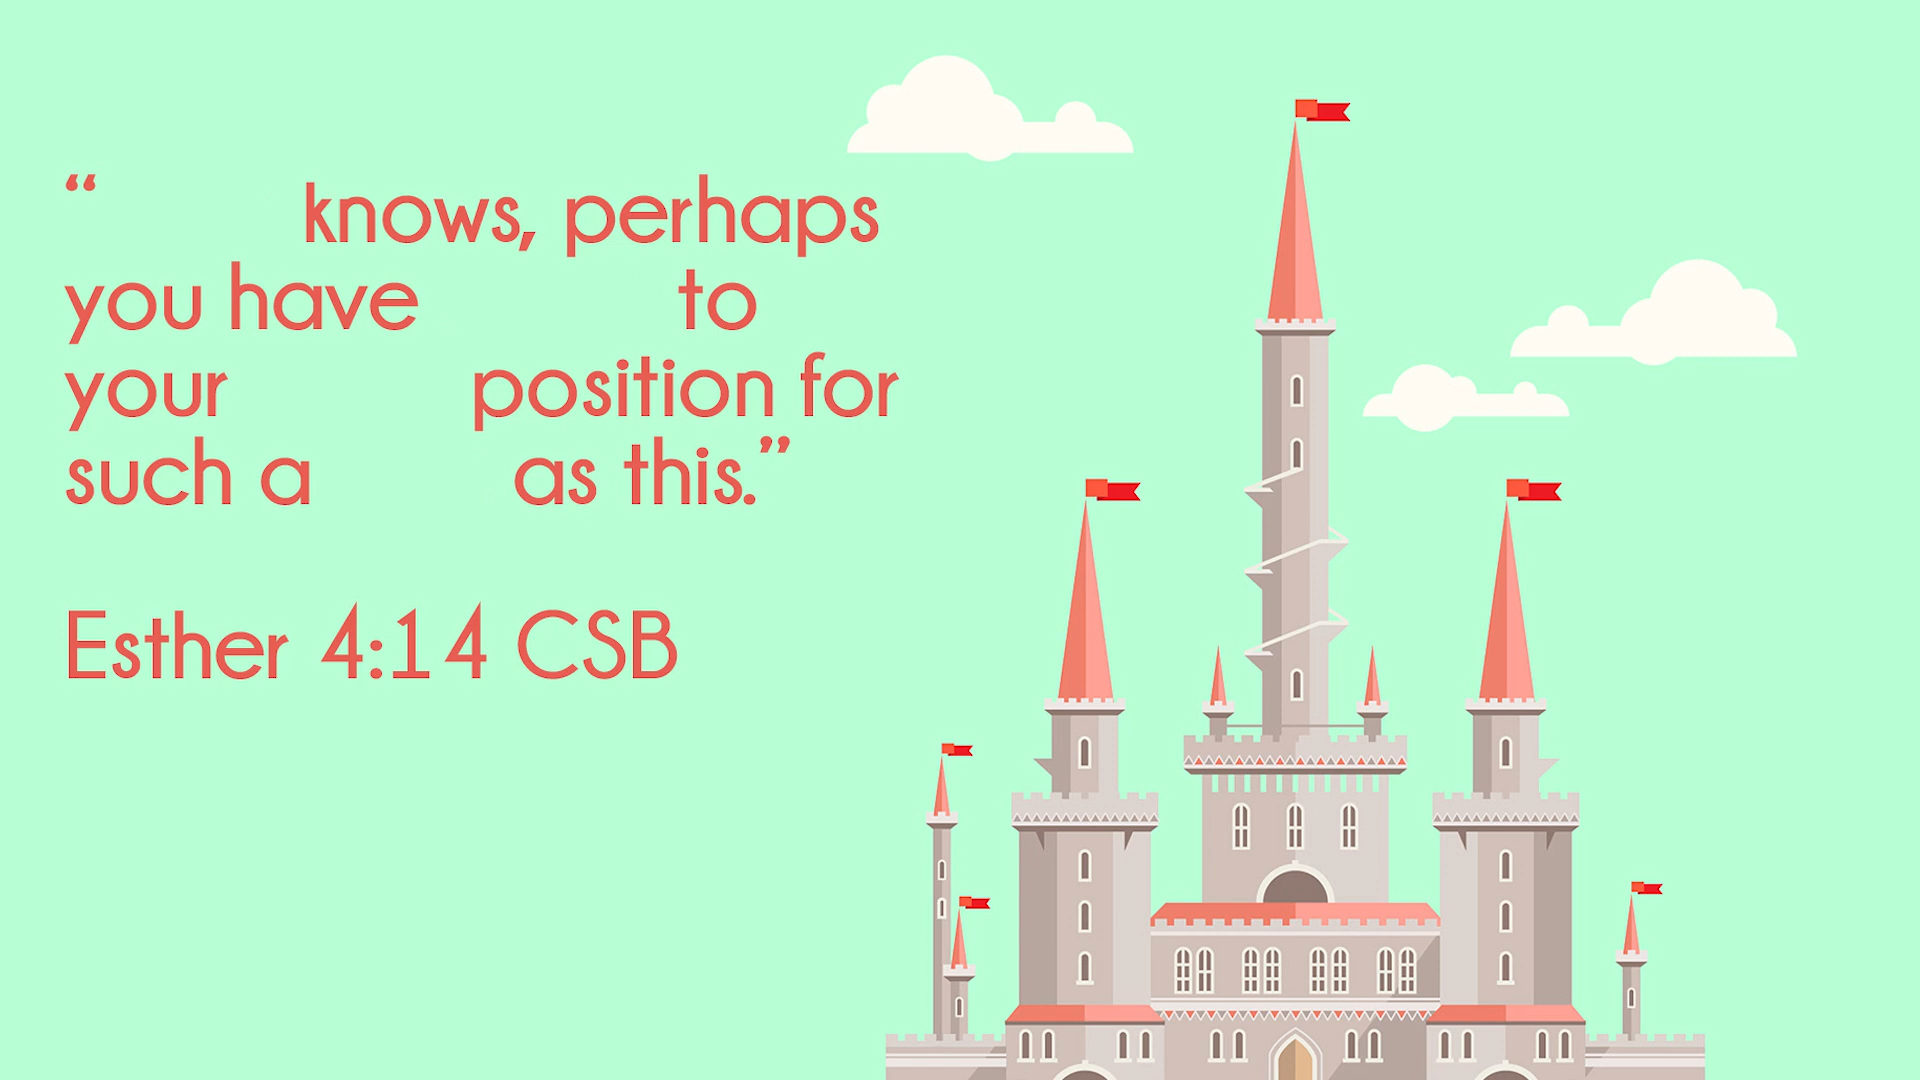 “ knows, perhaps
you have to
your position for
such a as this.”
Esther 4:14 CSB